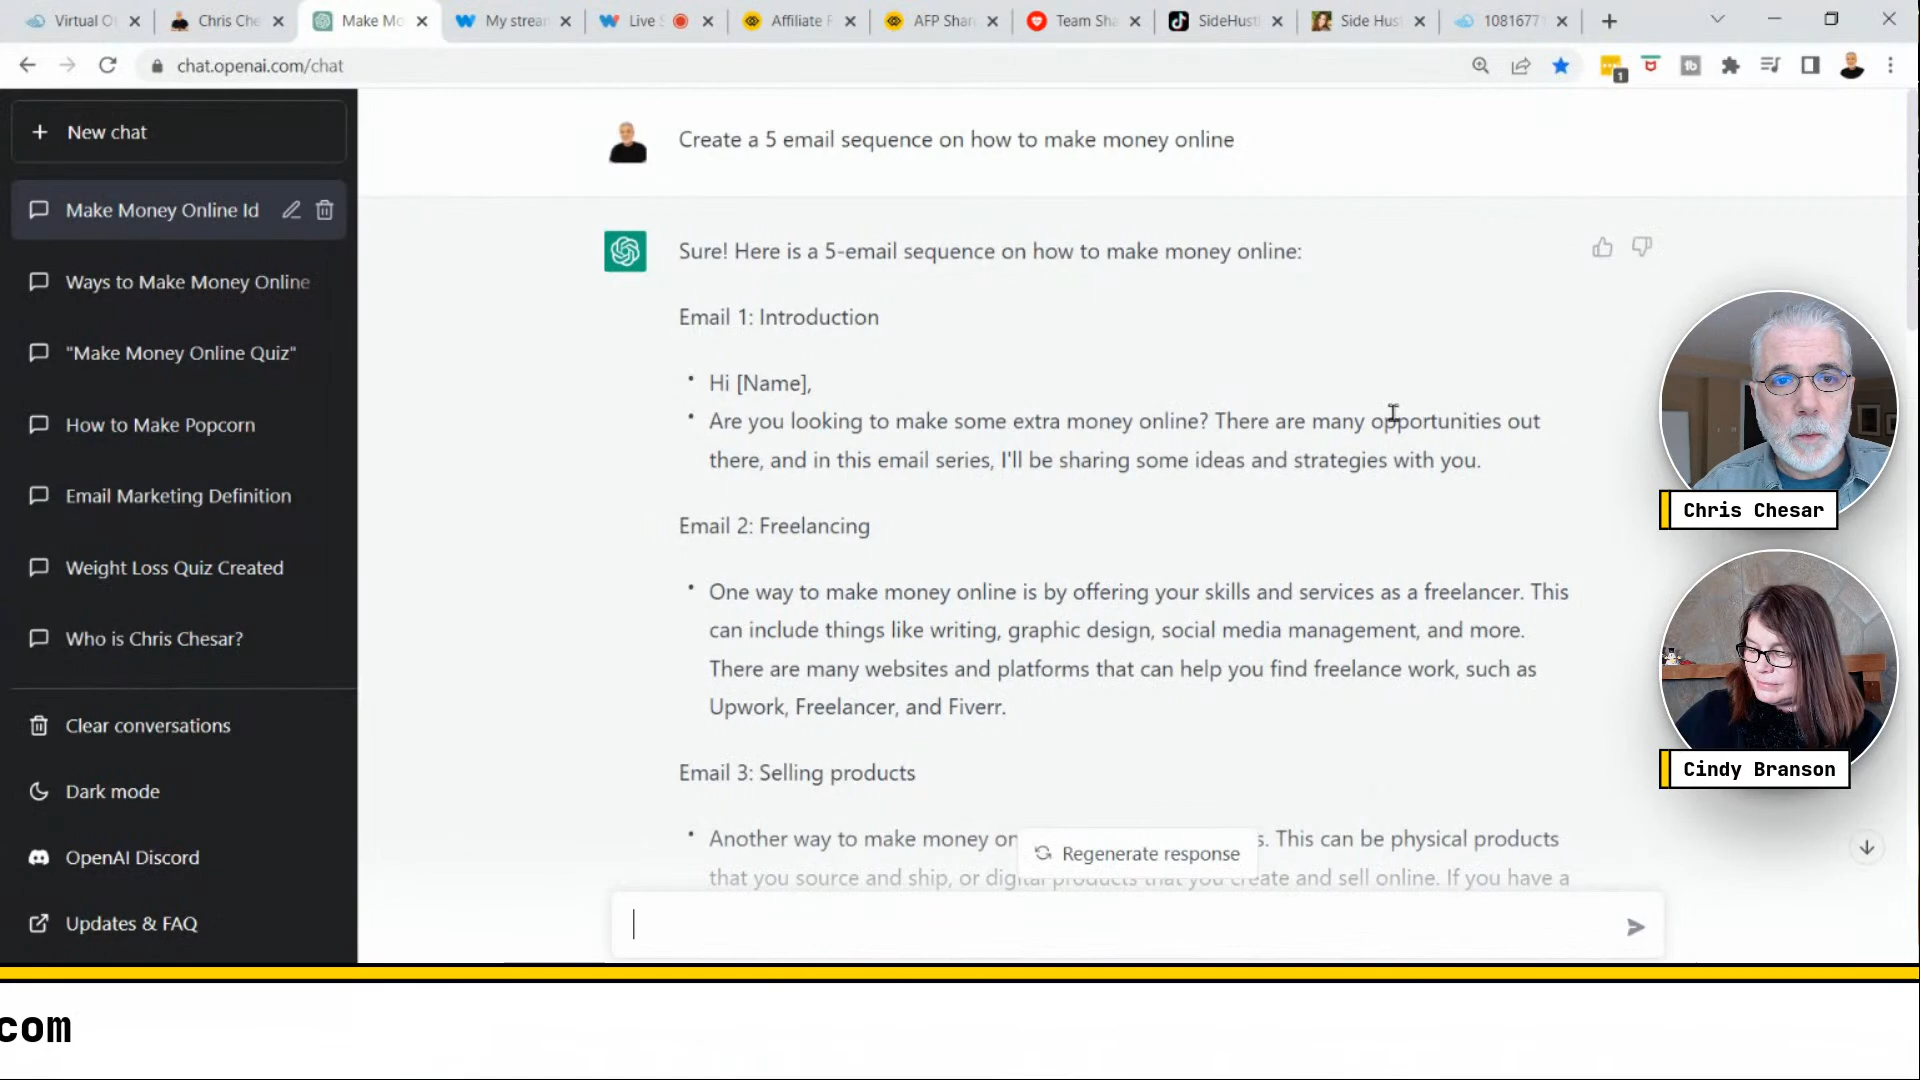 Virtual O
Chris Che
Make Mo
My strea
Live S
Affiliate F
AFP Shar
Team Sha
SideHust
Side Hus
10816771
chat.openai.com/chat
1
New chat
Make Money Online Id
Ways to Make Money Online
"Make Money Online Quiz"
How to Make Popcorn
Email Marketing Definition
Weight Loss Quiz Created
Who is Chris Chesar?
Clear conversations
Dark mode
OpenAI Discord
Updates & FAQ
Create a 5 email sequence on how to make money online
Sure! Here is a 5-email sequence on how to make money online:
Email 1: Introduction
Hi [Name],
Are you looking to make some extra money online? There are many opportunities out
there, and in this email series, I'll be sharing some ideas and strategies with you.
Email 2: Freelancing
One way to make money online is by offering your skills and services as a freelancer. This
can include things like writing, graphic design, social media management, and more.
There are many websites and platforms that can help you find freelance work, such as
Upwork, Freelancer, and Fiverr.
Email 3: Selling products
Another way to make money on s. This can be physical products
that you source and ship, or digital products that you create and sell online. If you have a
Regenerate response
Chris Chesar
Cindy Branson
com